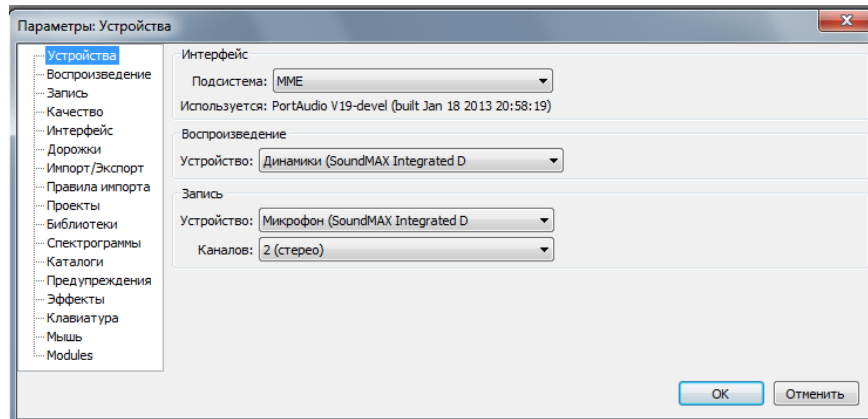 Параметры: Устройства
Устройства
Воспроизведение
Запись
Качество
Интерфейс
Дорожки
Импорт/Экспорт
Правила импорта
Проекты
Библиотеки
Спектрограммы
Каталоги
Предупреждения
Эффекты
Клавиатура
Мышь
Modules
Интерфейс
Подсистема: MME
Используется: PortAudio V19-devel (built Jan 18 2013 20:58:19)
Воспроизведение
Устройство: Динамики (SoundMAX Integrated D
Запись
Устройство: Микрофон (SoundMAX Integrated D
Каналов: 2 (стерео)
OK Отменить